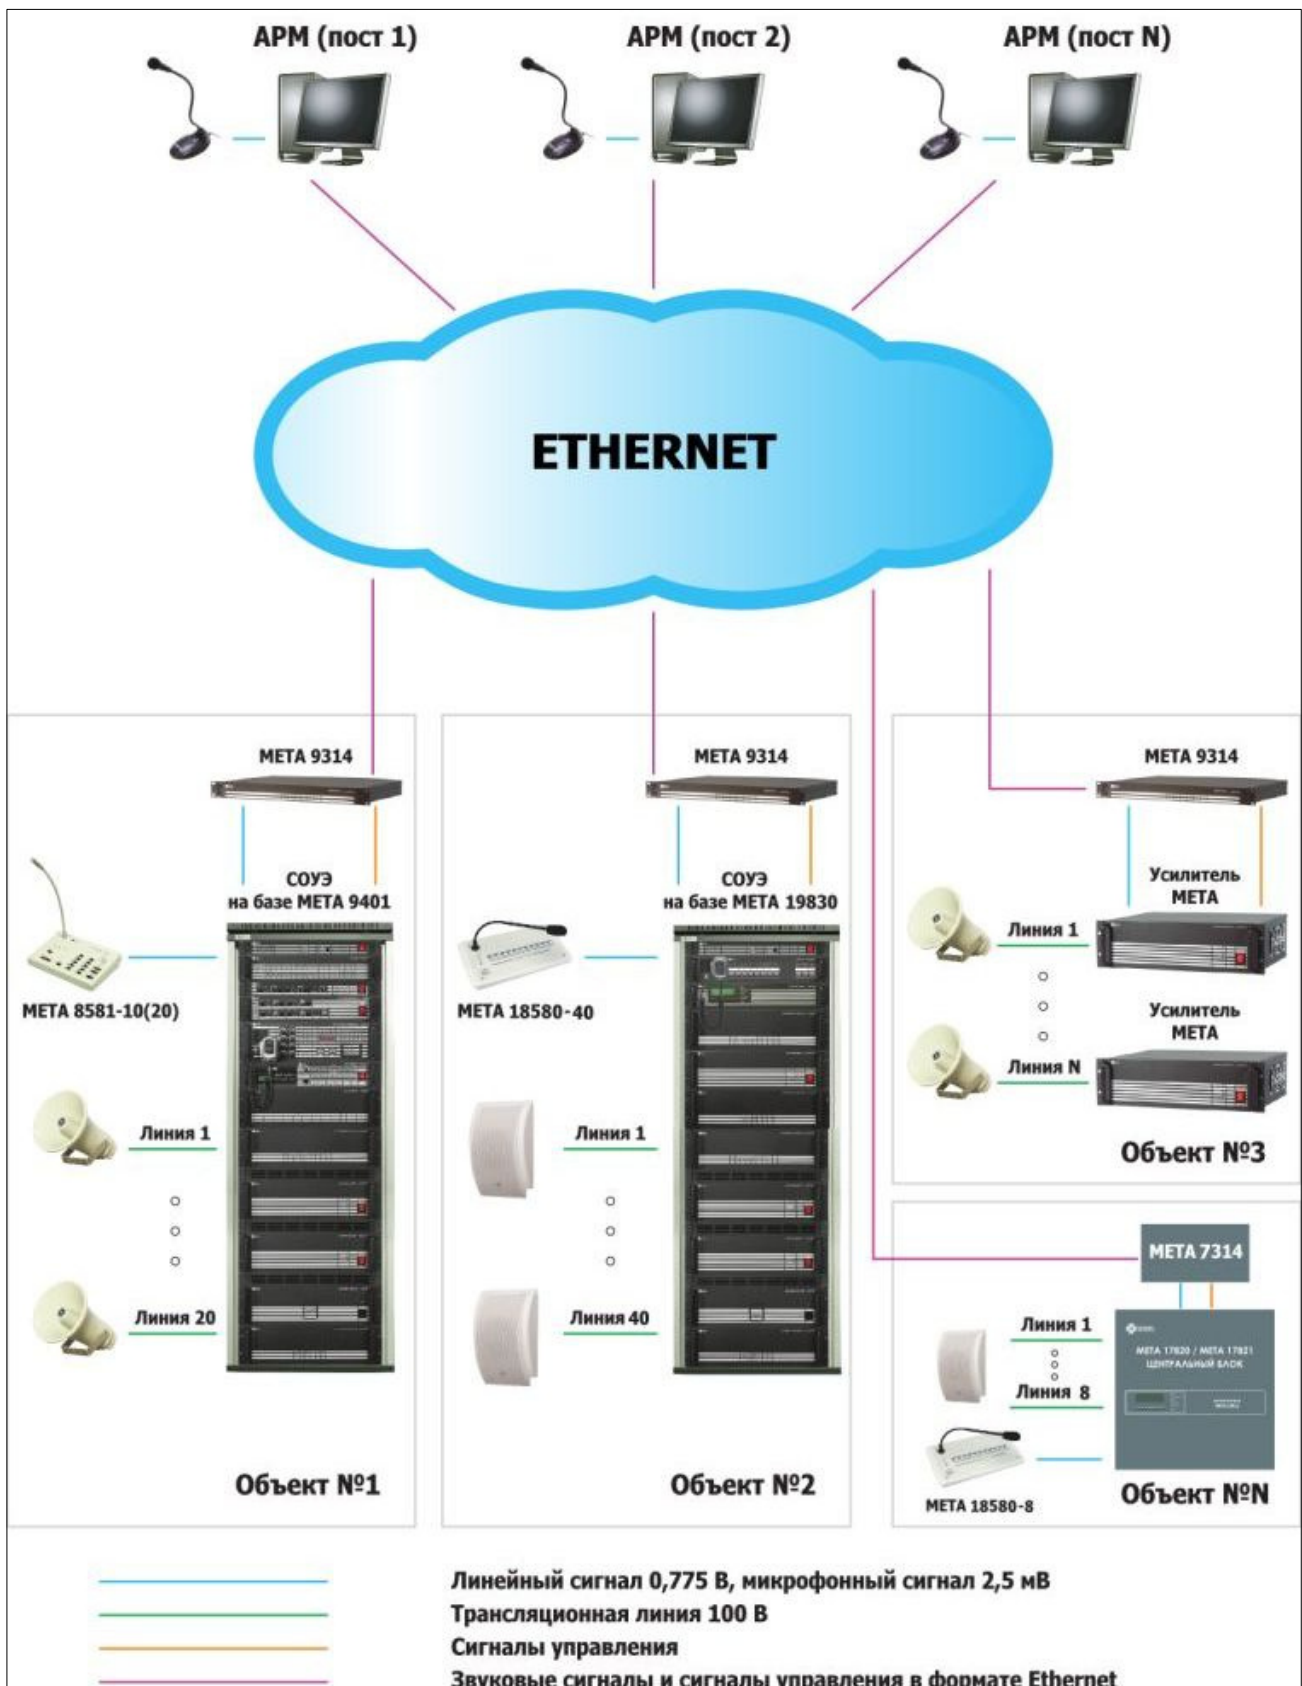 АРМ (пост 1)
АРМ (пост 2)
АРМ (пост N)
ETHERNET
МЕТА 9314
СОУЭ
на базе МЕТА 9401
МЕТА 8581-10(20)
Линия 1
Линия 20
Объект №1
МЕТА 9314
СОУЭ
на базе МЕТА 19830
МЕТА 18580-40
Линия 1
Линия 40
Объект №2
МЕТА 9314
Усилитель
МЕТА
Линия 1
Усилитель
МЕТА
Линия N
Объект №3
МЕТА 7314
Линия 1
Линия 8
МЕТА 17820 / МЕТА 17821
ЦЕНТРАЛЬНЫЙ БЛОК
МЕТА 18580-8
Объект №N
Линейный сигнал 0,775 В, микрофонный сигнал 2,5 мВ
Трансляционная линия 100 В
Сигналы управления
Звуковые сигналы и сигналы управления в формате Ethernet